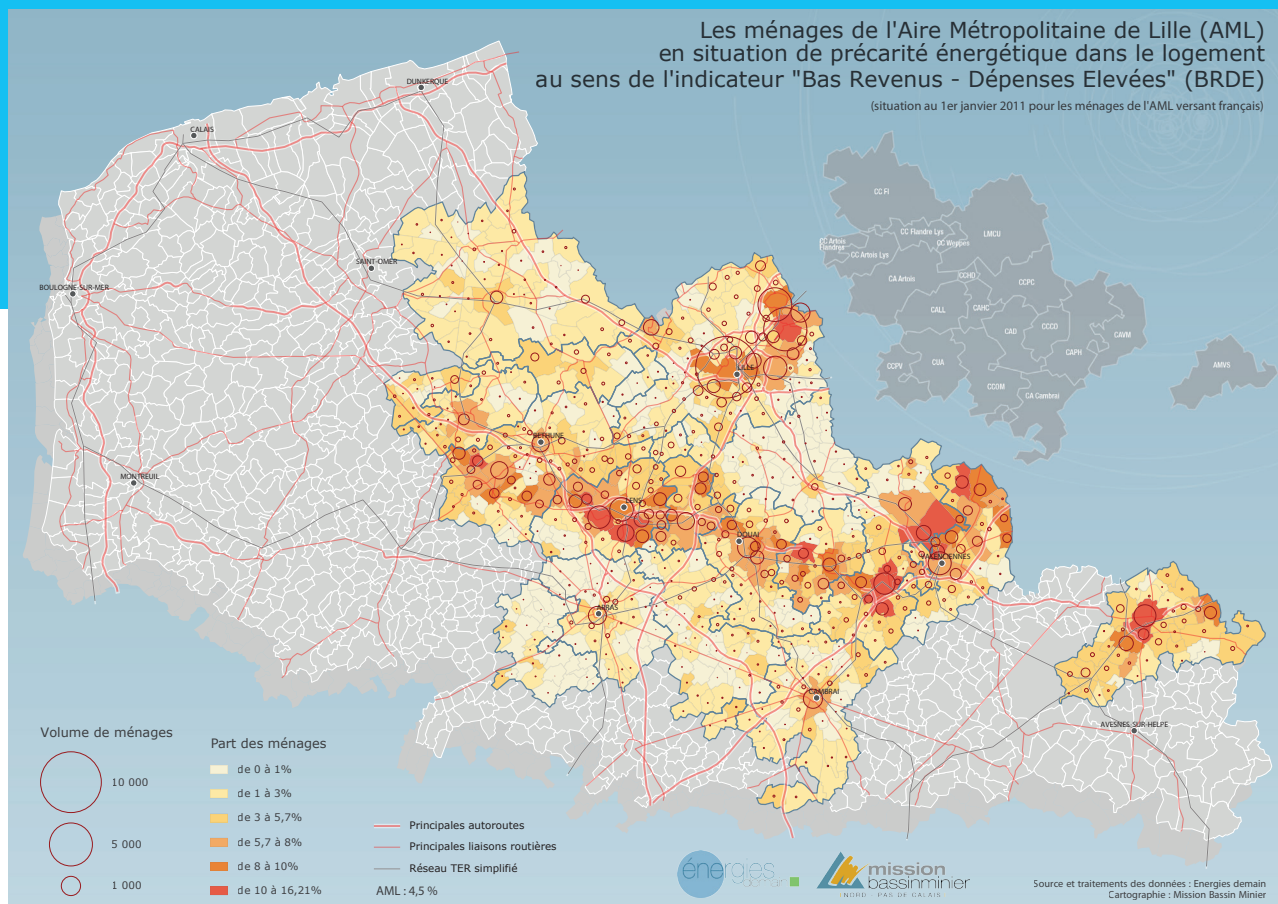 Les ménages de l'Aire Métropolitaine de Lille (AML)
en situation de précarité énergétique dans le logement
au sens de l'indicateur "Bas Revenus - Dépenses Elevées" (BRDE)
(situation au 1er janvier 2011 pour les ménages de l'AML versant français)
DUNKERQUE
CALAIS
SAINT-OMER
BOULOGNE-SUR-MER
MONTREUIL
LILLE
BETHUNE
LENS
DOUAI
VALENCIENNES
ARRAS
CAMBRAI
AVESNES-SUR-HELPE
CC FI
CC Flandre Lys
LMCU
CC Artois
Flandres
CC Weppes
CC Artois Lys
CA Artois
CCHD
CCPC
CALL
CAHC
CAD
CCCO
CAVM
CAPH
CCPV
CUA
CCOM
CA Cambrai
AMVS
Volume de ménages
10 000
5 000
1 000
Part des ménages
de 0 à 1%
de 1 à 3%
de 3 à 5,7%
de 5,7 à 8%
de 8 à 10%
de 10 à 16,21%
Principales autoroutes
Principales liaisons routières
Réseau TER simplifié
AML : 4,5 %
énergies
demain
mission
bassinminier
NORD - PAS DE CALAIS
Source et traitements des données : Energies demain
Cartographie : Mission Bassin Minier